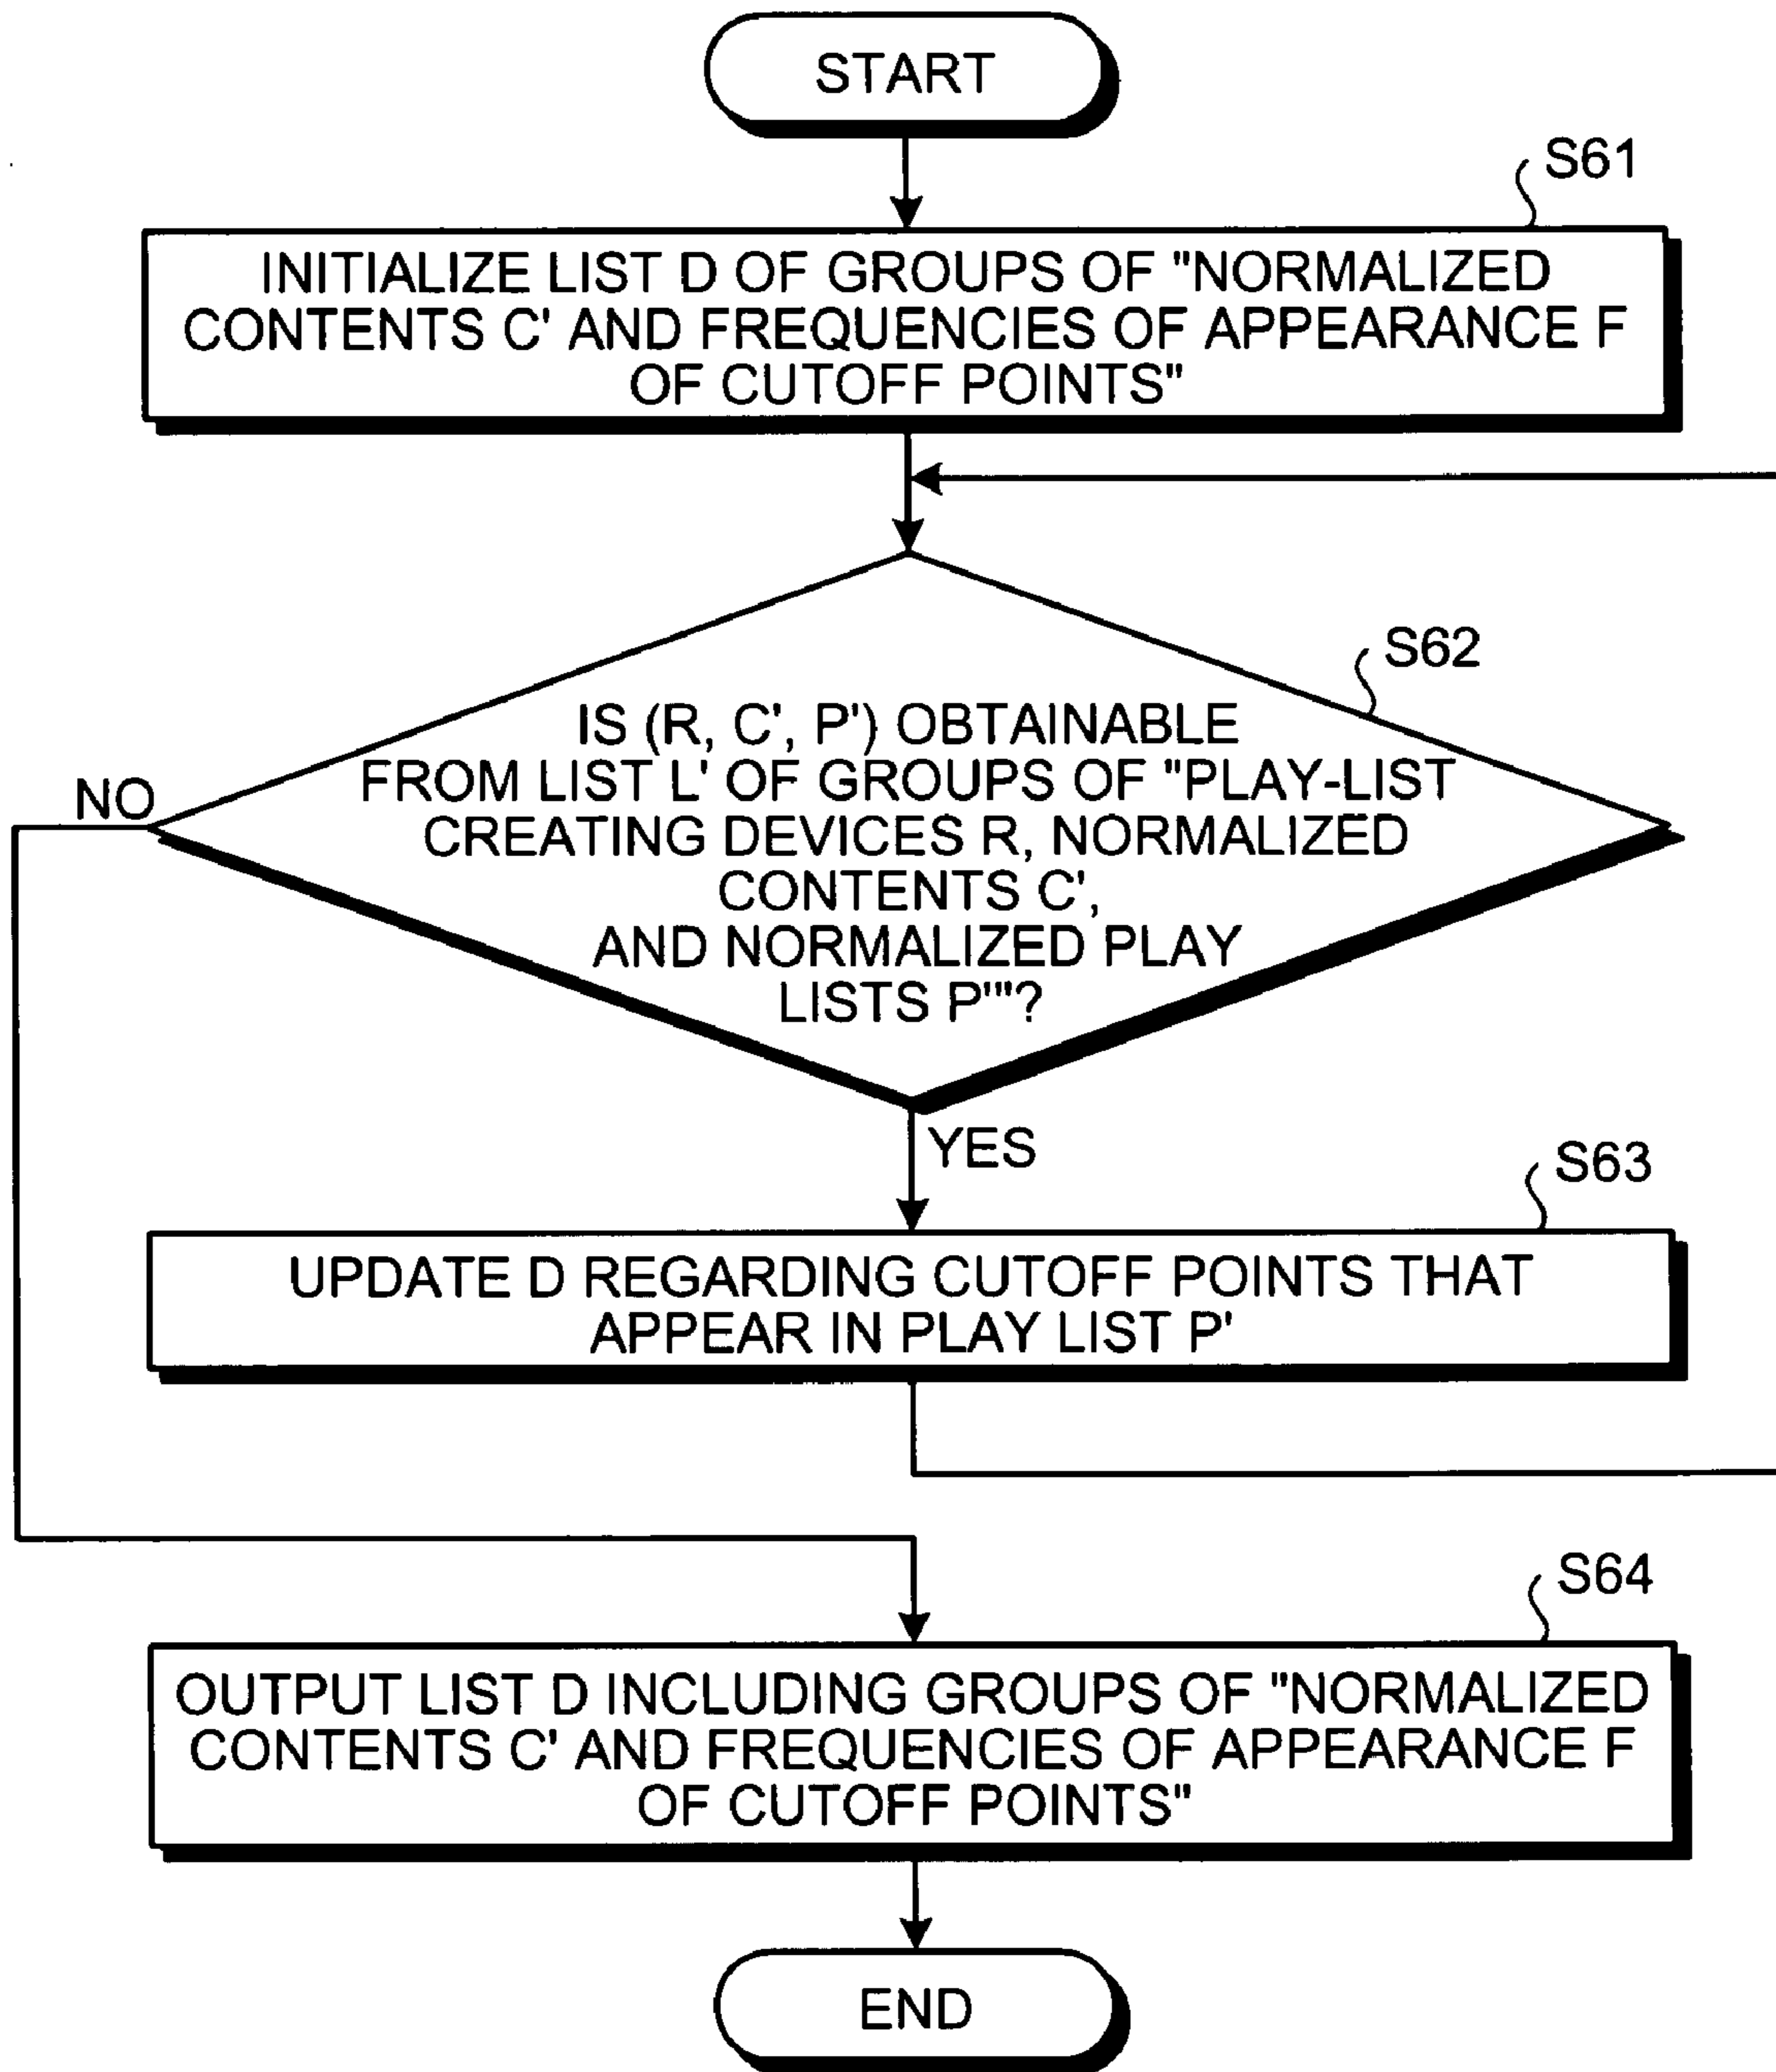 START
S61
INITIALIZE LIST D OF GROUPS OF "NORMALIZED
CONTENTS C' AND FREQUENCIES OF APPEARANCE F
OF CUTOFF POINTS"
S62
IS (R, C', P') OBTAINABLE
FROM LIST L' OF GROUPS OF "PLAY-LIST
CREATING DEVICES R, NORMALIZED
CONTENTS C',
AND NORMALIZED PLAY
LISTS P'"?
NO
YES
S63
UPDATE D REGARDING CUTOFF POINTS THAT
APPEAR IN PLAY LIST P'
S64
OUTPUT LIST D INCLUDING GROUPS OF "NORMALIZED
CONTENTS C' AND FREQUENCIES OF APPEARANCE F
OF CUTOFF POINTS"
END